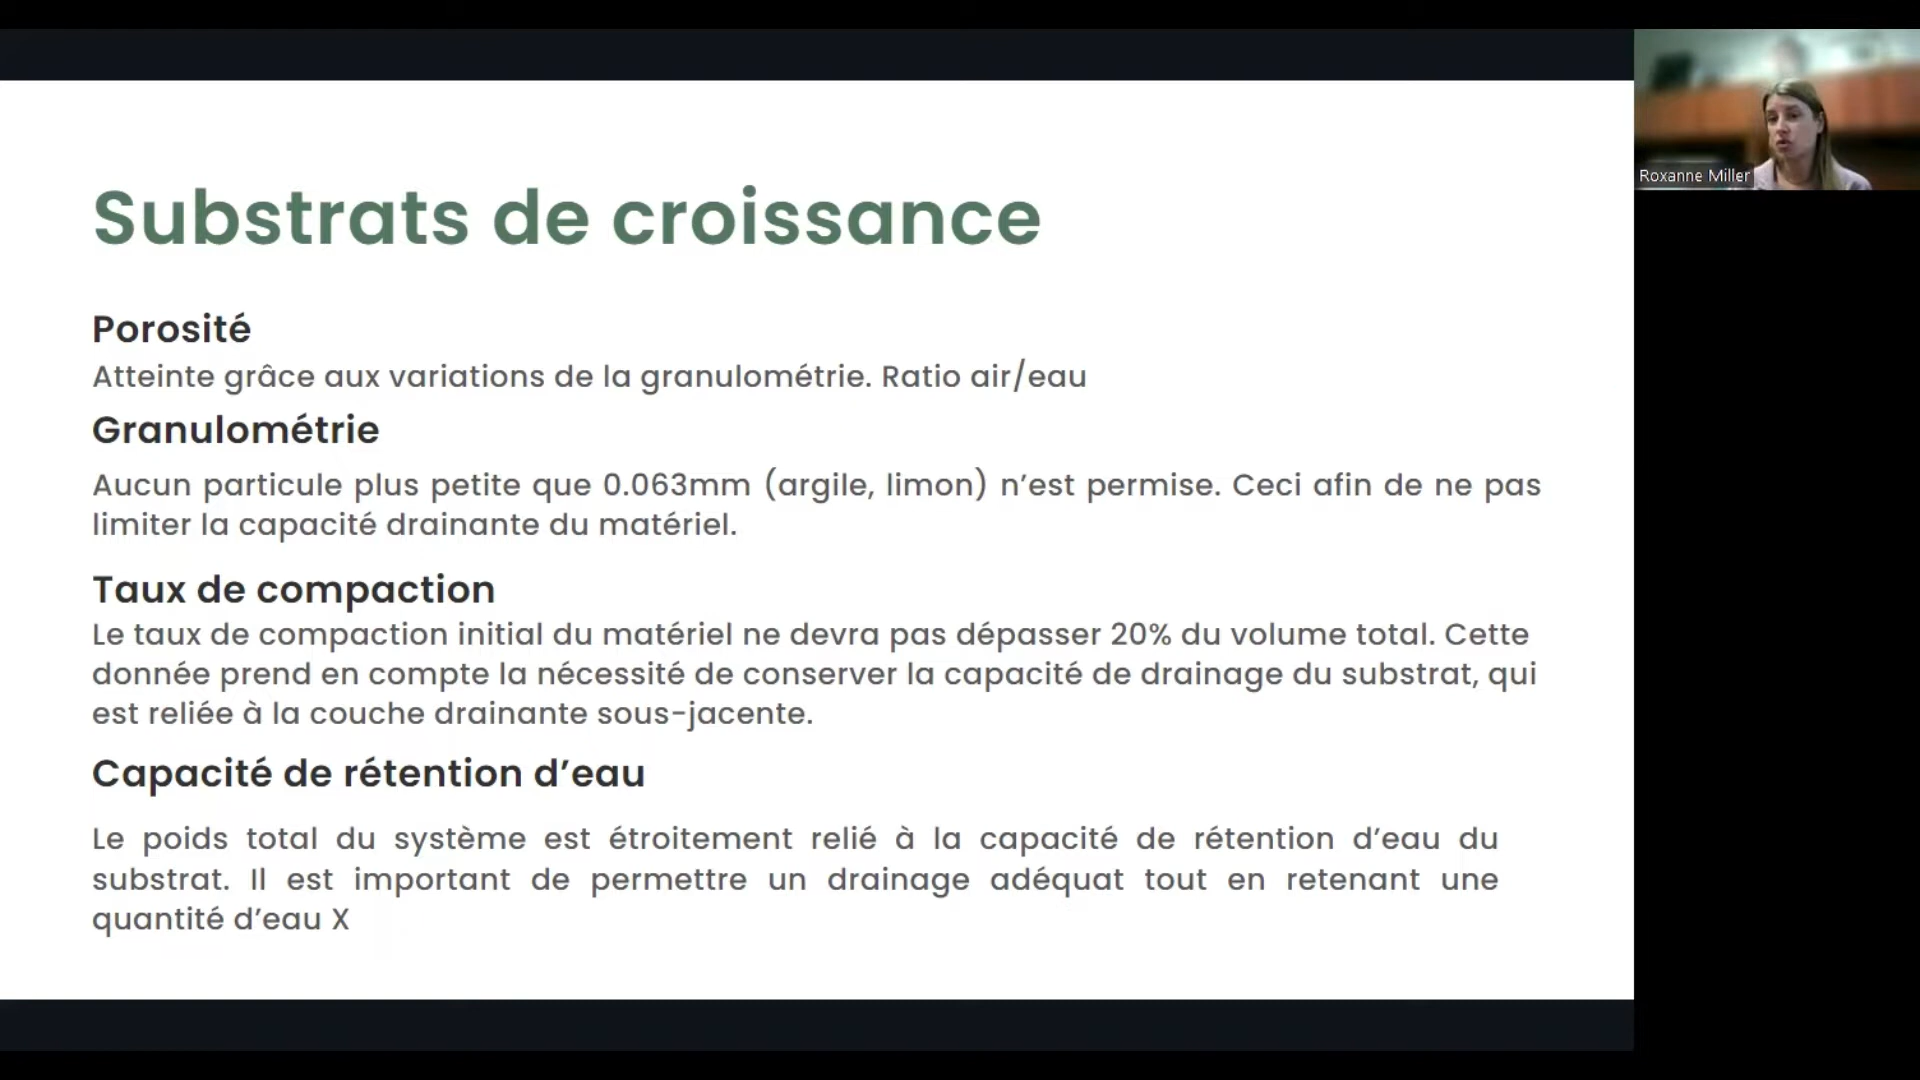 Substrats de croissance
Porosité
Atteinte grâce aux variations de la granulométrie. Ratio air/eau
Granulométrie
Aucun particule plus petite que 0.063mm (argile, limon) n’est permise. Ceci afin de ne pas
limiter la capacité drainante du matériel.
Taux de compaction
Le taux de compaction initial du matériel ne devra pas dépasser 20% du volume total. Cette
donnée prend en compte la nécessité de conserver la capacité de drainage du substrat, qui
est reliée à la couche drainante sous-jacente.
Capacité de rétention d’eau
Le poids total du système est étroitement relié à la capacité de rétention d’eau du
substrat. Il est important de permettre un drainage adéquat tout en retenant une
quantité d’eau X
Roxanne Miller